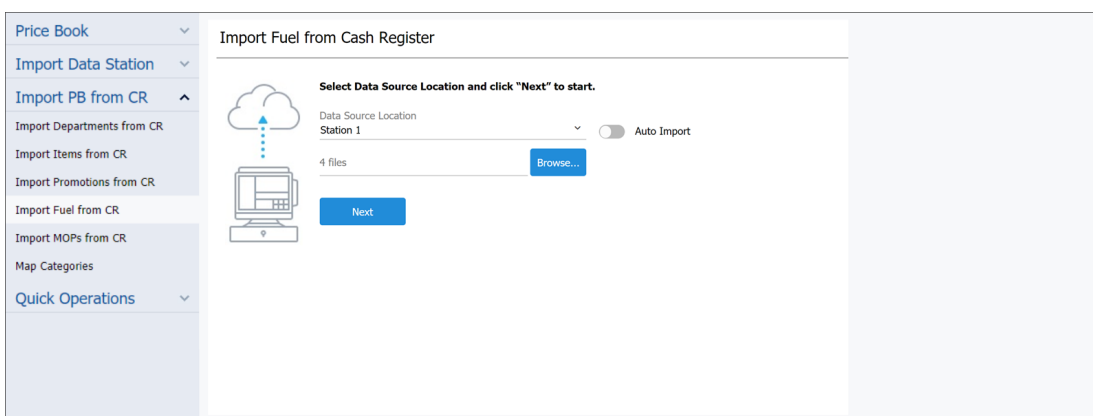 Price Book
Import Data Station
Import PB from CR
Import Departments from CR
Import Items from CR
Import Promotions from CR
Import Fuel from CR
Import MOPs from CR
Map Categories
Quick Operations
Import Fuel from Cash Register
Select Data Source Location and click “Next” to start.
Data Source Location
Station 1
Auto Import
4 files
Browse...
Next